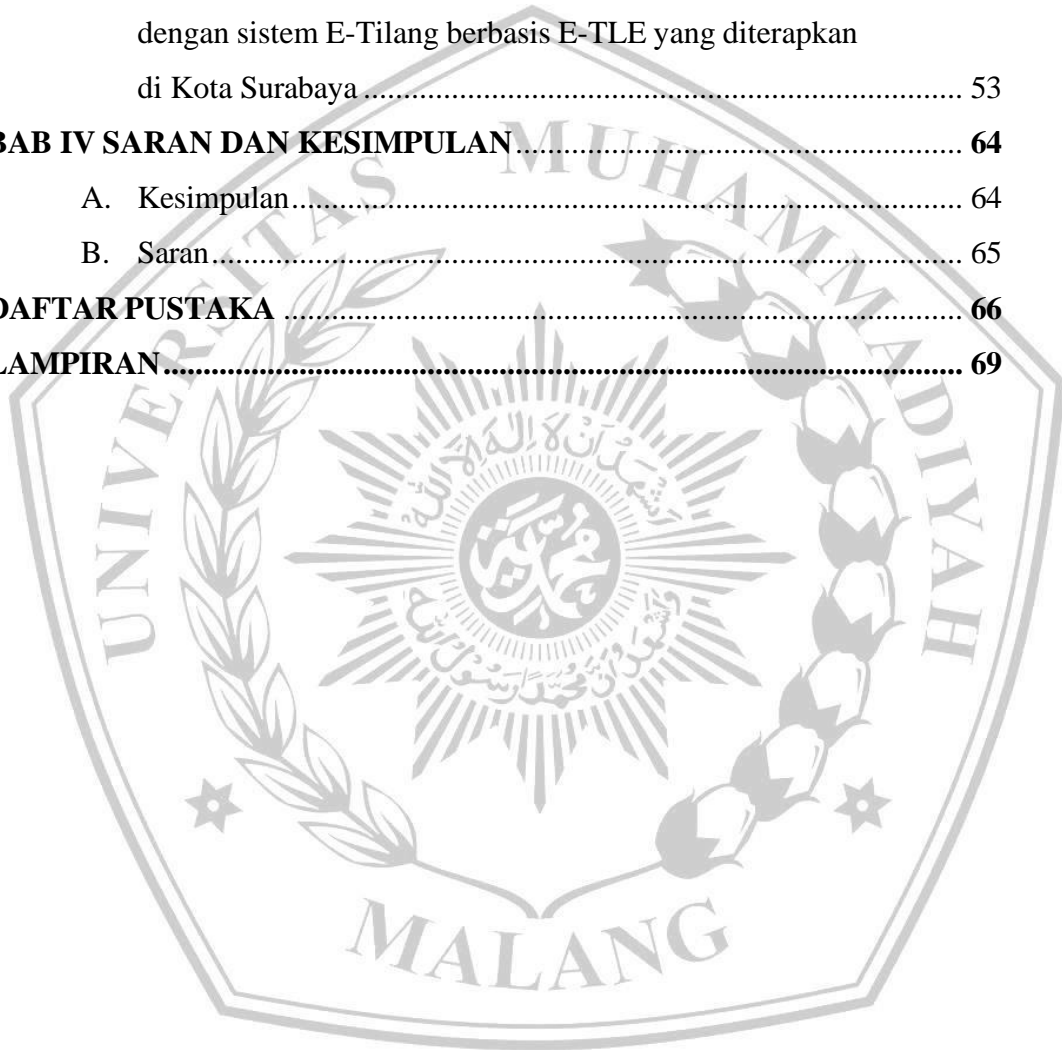 dengan sistem E-Tilang berbasis E-TLE yang diterapkan
di Kota Surabaya ........................................................................ 53
BAB IV SARAN DAN KESIMPULAN ..................................................... 64
A. Kesimpulan ................................................................................ 64
B. Saran .......................................................................................... 65
DAFTAR PUSTAKA ................................................................................. 66
LAMPIRAN ................................................................................................ 69
UNIVERSITAS MUHAMMADIYAH
MALANG